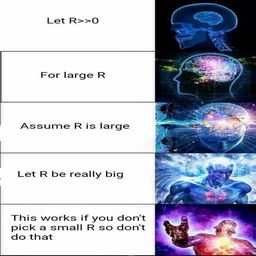 Let R>>0
For large R
Assume R is large
Let R be really big
This works if you don't
pick a small R so don't
do that